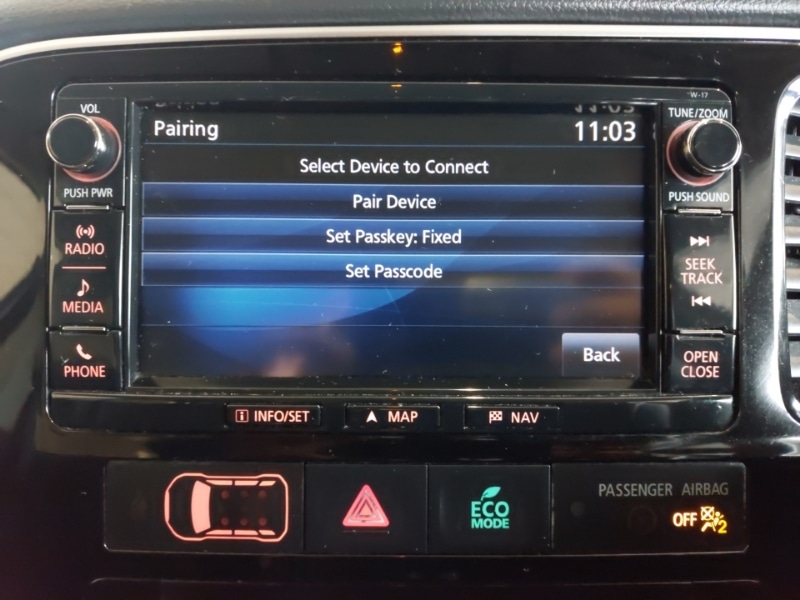 W-17
VOL
TUNE/ZOOM
Pairing
11:03
Select Device to Connect
PUSH PWR
PUSH SOUND
Pair Device
Set Passkey: Fixed
Set Passcode
RADIO
SEEK
TRACK
MEDIA
Back
PHONE
OPEN
CLOSE
INFO/SET
MAP
NAV
ECO
MODE
PASSENGER AIRBAG
OFF
2